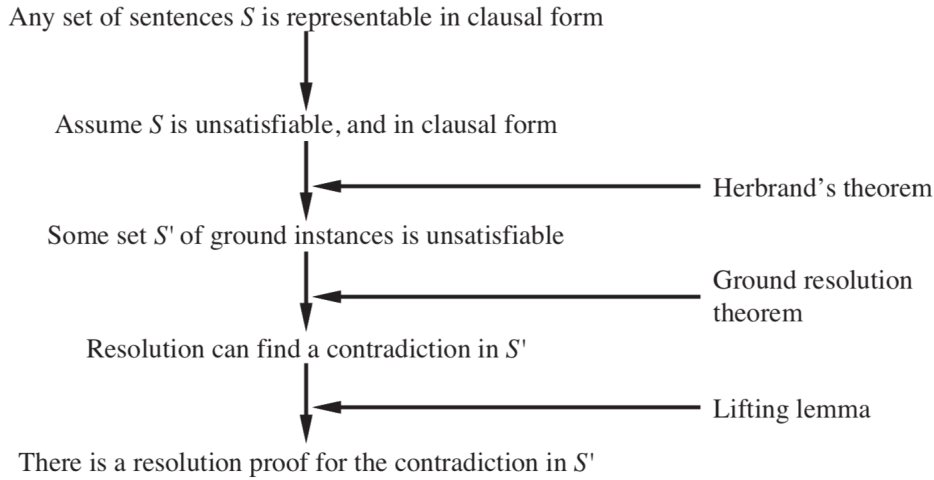 Any set of sentences S is representable in clausal form
Assume S is unsatisfiable, and in clausal form
Herbrand’s theorem
Some set S' of ground instances is unsatisfiable
Ground resolution
theorem
Resolution can find a contradiction in S'
Lifting lemma
There is a resolution proof for the contradiction in S'